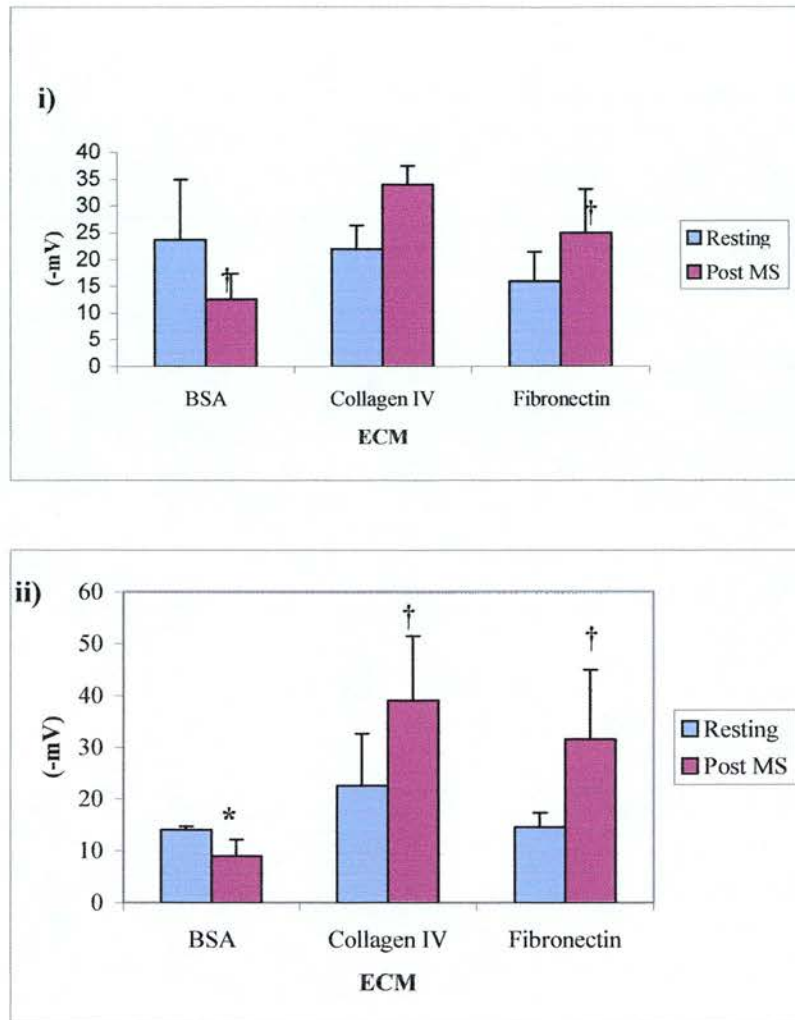 i)
40
35
30
25
20
15
10
5
0
(-mV)
†
†
BSA Collagen IV Fibronectin
ECM
Resting
Post MS
ii)
60
50
40
30
20
10
0
(-mV)
*
†
†
BSA Collagen IV Fibronectin
ECM
Resting
Post MS